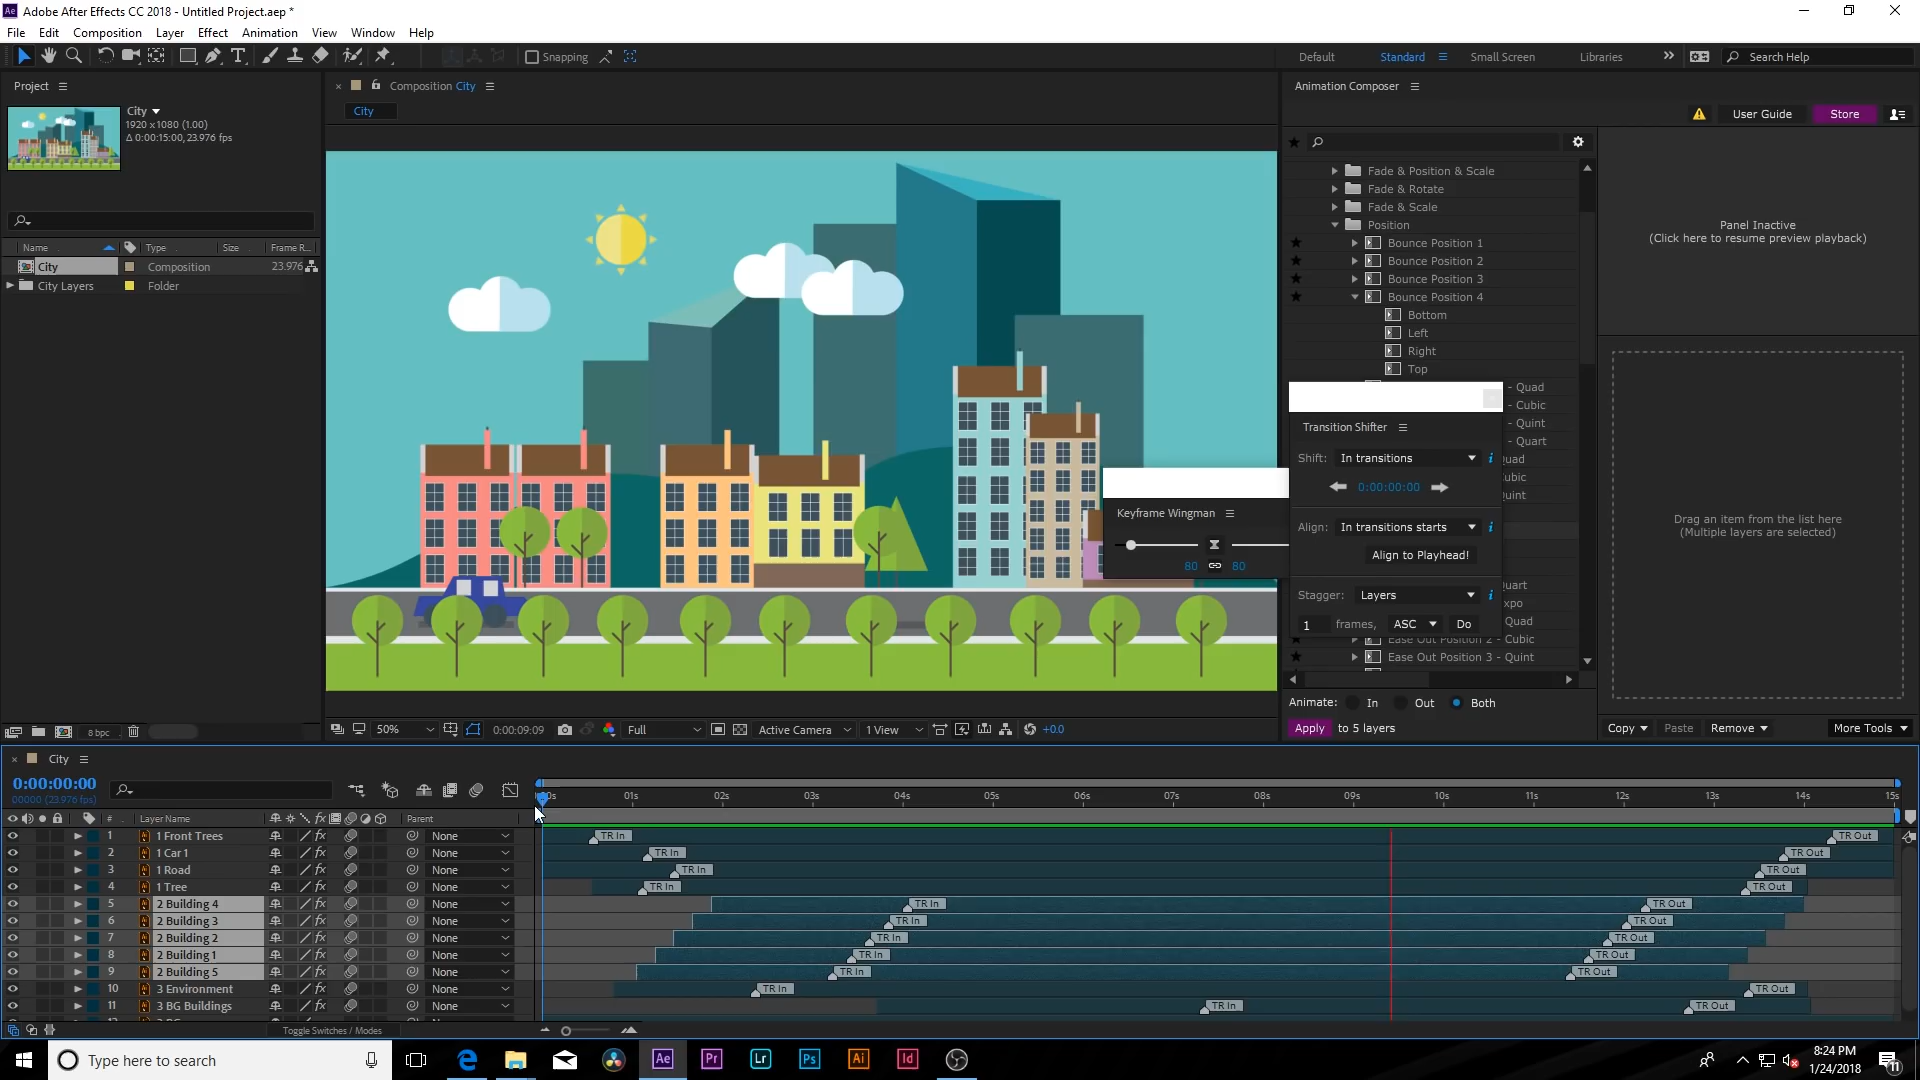 Adobe After Effects CC 2018 - Untitled Project.aep *
File Edit Composition Layer Effect Animation View Window Help
Snapping
Default Standard Small Screen Libraries Search Help
Project
City
1920 x1080 (1.00)
Δ 0:00:15:00, 23.976 fps
Name Type Size Frame R...
City Composition 23.976
City Layers Folder
8 bpc
Composition City
City
50% 0:00:09:09 Full Active Camera 1 View +0.0
Animation Composer
User Guide Store
Fade & Position & Scale
Fade & Rotate
Fade & Scale
Position
Bounce Position 1
Bounce Position 2
Bounce Position 3
Bounce Position 4
Bottom
Left
Right
Top
- Quad
- Cubic
- Quint
- Quart
Quad
Cubic
Quint
Quart
Expo
Quad
Ease Out Position 2 - Cubic
Ease Out Position 3 - Quint
Transition Shifter
Shift: In transitions
0:00:00:00
Align: In transitions starts
Align to Playhead!
Stagger: Layers
1 frames, ASC Do
Keyframe Wingman
80 80
Panel Inactive
(Click here to resume preview playback)
Drag an item from the list here
(Multiple layers are selected)
Animate: In Out Both
Apply to 5 layers
Copy Paste Remove More Tools
City
0:00:00:00
00000 (23.976 fps)
# Layer Name Parent
01s 02s 03s 04s 05s 06s 07s 08s 09s 10s 11s 12s 13s 14s 15s
1 1 Front Trees None TR In TR Out
2 1 Car 1 None TR In TR Out
3 1 Road None TR In TR Out
4 1 Tree None TR In TR Out
5 2 Building 4 None TR In TR Out
6 2 Building 3 None TR In TR Out
7 2 Building 2 None TR In TR Out
8 2 Building 1 None TR In TR Out
9 2 Building 5 None TR In TR Out
10 3 Environment None TR In TR Out
11 3 BG Buildings None TR In TR Out
Toggle Switches / Modes
Type here to search
Ae Pr Lr Ps Ai Id
8:24 PM
1/24/2018
11